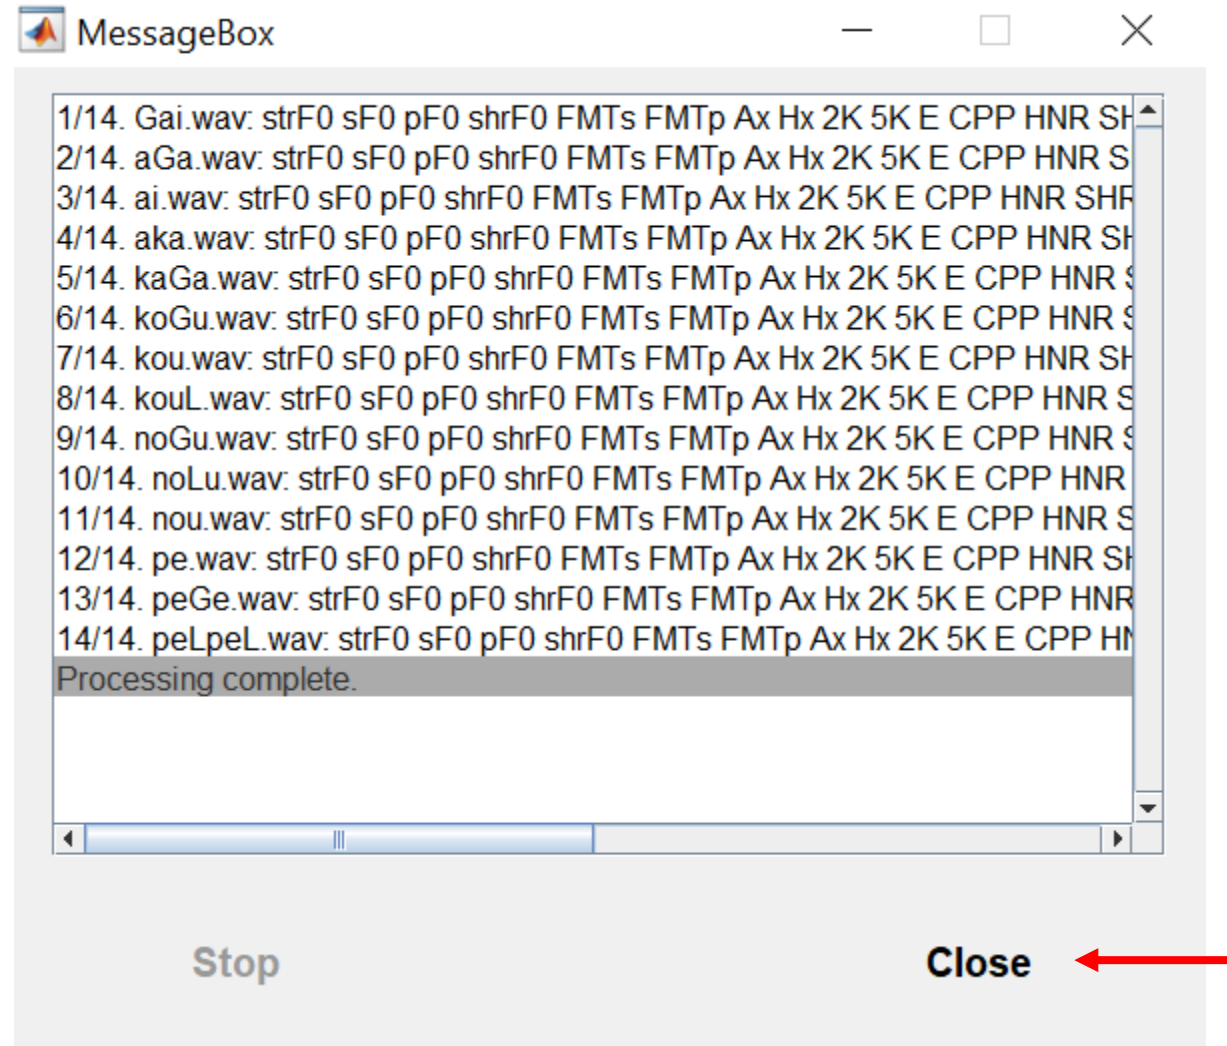 MessageBox
1/14. Gai.wav: strF0 sF0 pF0 shrF0 FMTs FMTp Ax Hx 2K 5K E CPP HNR
2/14. aGa.wav: strF0 sF0 pF0 shrF0 FMTs FMTp Ax Hx 2K 5K E CPP HNR
3/14. ai.wav: strF0 sF0 pF0 shrF0 FMTs FMTp Ax Hx 2K 5K E CPP HNR
4/14. aka.wav: strF0 sF0 pF0 shrF0 FMTs FMTp Ax Hx 2K 5K E CPP HNR
5/14. kaGa.wav: strF0 sF0 pF0 shrF0 FMTs FMTp Ax Hx 2K 5K E CPP HNR
6/14. koGu.wav: strF0 sF0 pF0 shrF0 FMTs FMTp Ax Hx 2K 5K E CPP HNR
7/14. kou.wav: strF0 sF0 pF0 shrF0 FMTs FMTp Ax Hx 2K 5K E CPP HNR
8/14. kouL.wav: strF0 sF0 pF0 shrF0 FMTs FMTp Ax Hx 2K 5K E CPP HNR
9/14. noGu.wav: strF0 sF0 pF0 shrF0 FMTs FMTp Ax Hx 2K 5K E CPP HNR
10/14. noLu.wav: strF0 sF0 pF0 shrF0 FMTs FMTp Ax Hx 2K 5K E CPP HNR
11/14. nou.wav: strF0 sF0 pF0 shrF0 FMTs FMTp Ax Hx 2K 5K E CPP HNR
12/14. pe.wav: strF0 sF0 pF0 shrF0 FMTs FMTp Ax Hx 2K 5K E CPP HNR
13/14. peGe.wav: strF0 sF0 pF0 shrF0 FMTs FMTp Ax Hx 2K 5K E CPP HNR
14/14. peLpeL.wav: strF0 sF0 pF0 shrF0 FMTs FMTp Ax Hx 2K 5K E CPP
Processing complete.
Stop
Close